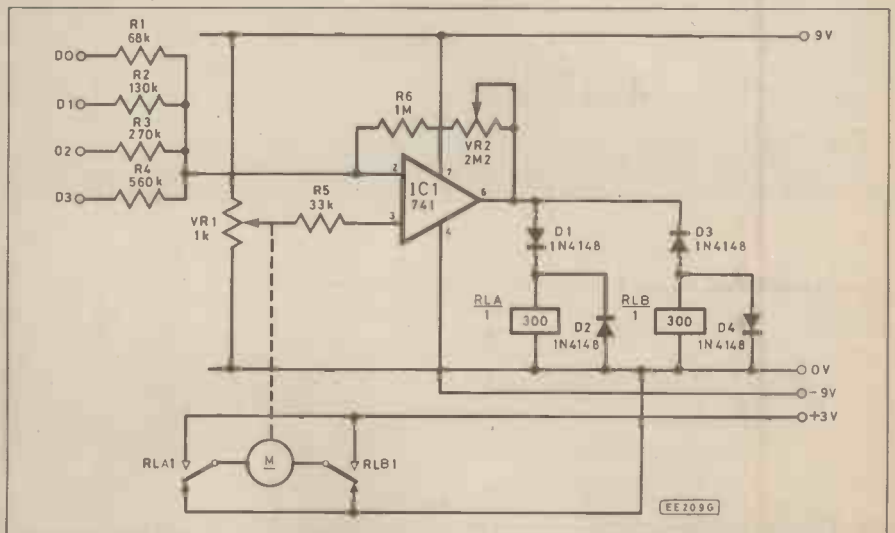 R1
68k
D0
R2
130k
D1
R3
270k
D2
R4
560k
D3
9V
R6
1M
VR2
2M2
R5
33k
VR1
1k
2
3
7
4
6
IC1
741
D1
1N4148
D3
1N4148
RLA
1
300
D2
1N4148
RLB
1
300
D4
1N4148
0V
-9V
+3V
RLA1
M
RLB1
EE209G